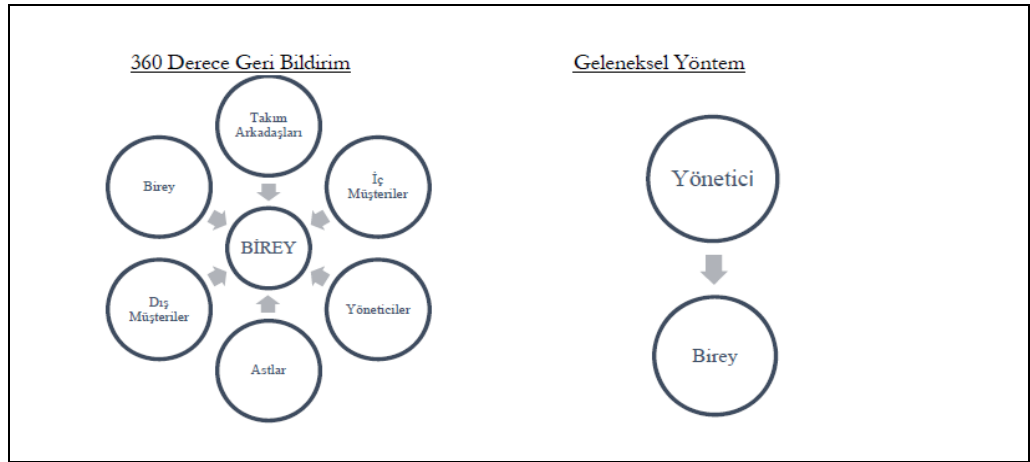 360 Derece Geri Bildirim
Takım
Arkadaşları
İç
Müşteriler
Yöneticiler
Astlar
Dış
Müşteriler
Birey
BİREY
Geleneksel Yöntem
Yönetici
Birey